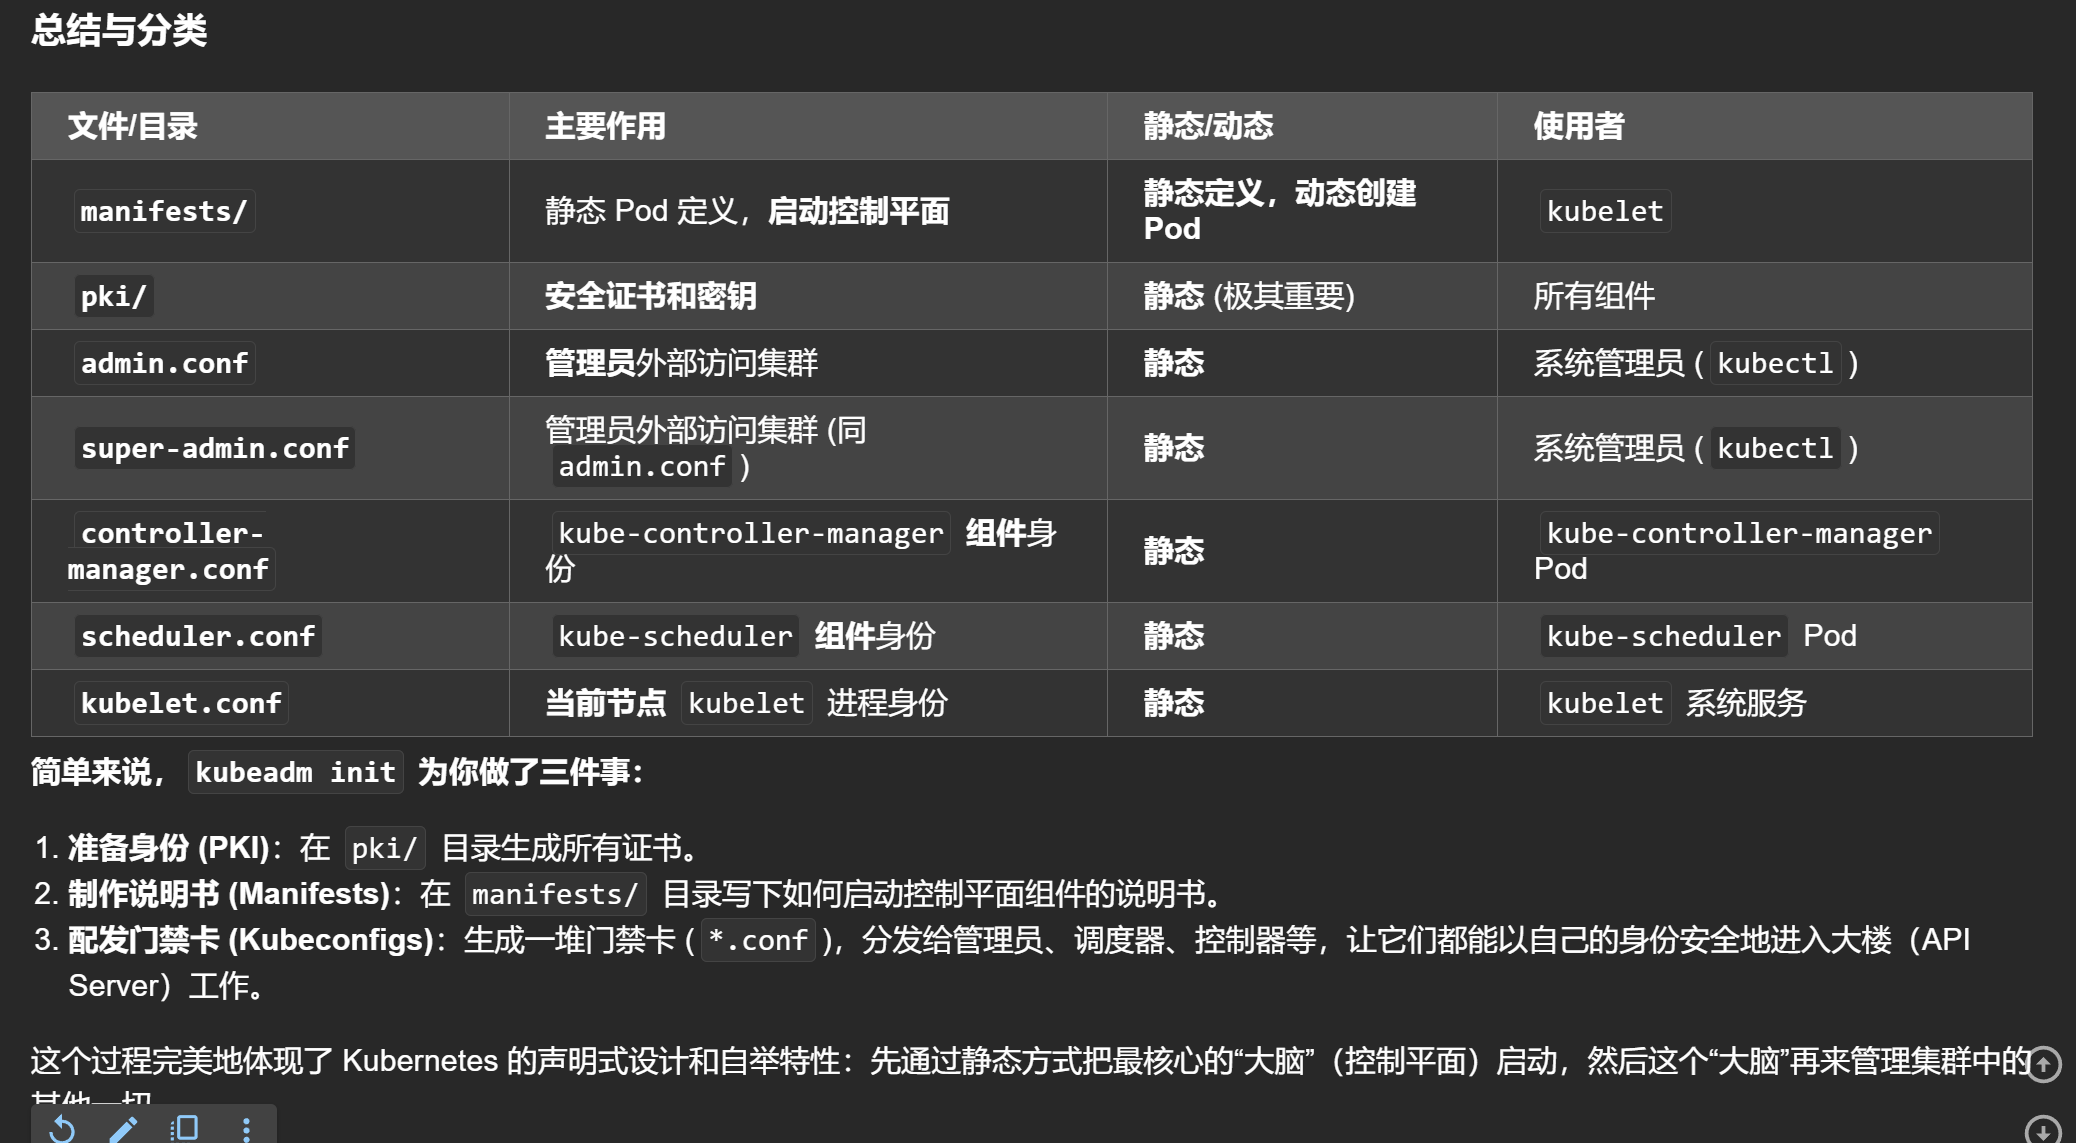 总结与分类
文件/目录 主要作用 静态/动态 使用者
manifests/ 静态 Pod 定义，启动控制平面 静态定义，动态创建 Pod kubelet
pki/ 安全证书和密钥 静态 (极其重要) 所有组件
admin.conf 管理员外部访问集群 静态 系统管理员 ( kubectl )
super-admin.conf 管理员外部访问集群 (同 admin.conf ) 静态 系统管理员 ( kubectl )
controller-manager.conf kube-controller-manager 组件身份 静态 kube-controller-manager Pod
scheduler.conf kube-scheduler 组件身份 静态 kube-scheduler Pod
kubelet.conf 当前节点 kubelet 进程身份 静态 kubelet 系统服务
简单来说， kubeadm init 为你做了三件事：
1. 准备身份 (PKI)：在 pki/ 目录生成所有证书。
2. 制作说明书 (Manifests)：在 manifests/ 目录写下如何启动控制平面组件的说明书。
3. 配发门禁卡 (Kubeconfigs)：生成一堆门禁卡 ( *.conf )，分发给管理员、调度器、控制器等，让它们都能以自己的身份安全地进入大楼（API
Server）工作。
这个过程完美地体现了 Kubernetes 的声明式设计和自举特性：先通过静态方式把最核心的“大脑”（控制平面）启动，然后这个“大脑”再来管理集群中的
其他一切